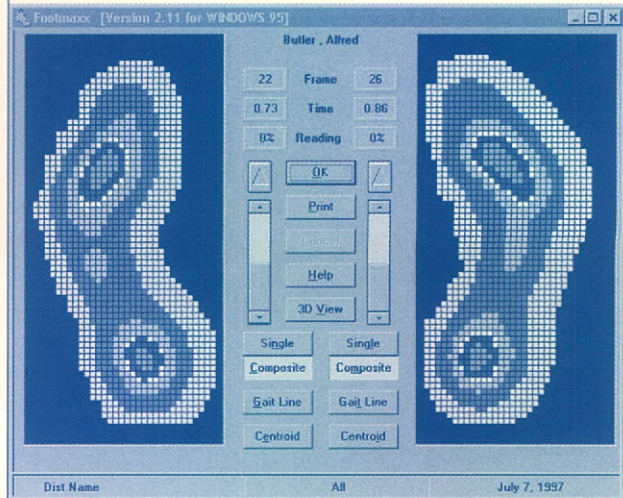 Footmaxx [Version 2.11 for WINDOWS 95]
Butler , Alfred
22 Frame 26
0.73 Time 0.86
0% Reading 0%
OK
Print
Help
3D View
Single Single
Composite Composite
Gait Line Gait Line
Centroid Centroid
Dist Name All July 7, 1997